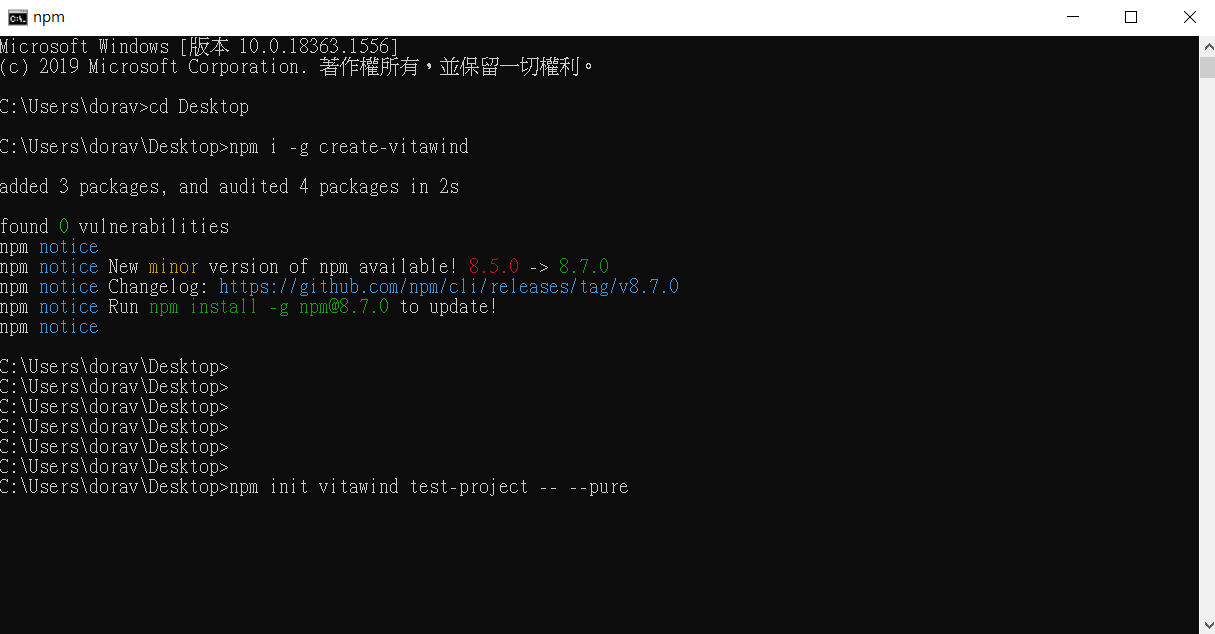 npm
Microsoft Windows [版本 10.0.18363.1556]
(c) 2019 Microsoft Corporation. 著作權所有，並保留一切權利。
C:\Users\dorav>cd Desktop
C:\Users\dorav\Desktop>npm i -g create-vitawind
added 3 packages, and audited 4 packages in 2s
found 0 vulnerabilities
npm notice
npm notice New minor version of npm available! 8.5.0 -> 8.7.0
npm notice Changelog: https://github.com/npm/cli/releases/tag/v8.7.0
npm notice Run npm install -g npm@8.7.0 to update!
npm notice
C:\Users\dorav\Desktop>
C:\Users\dorav\Desktop>
C:\Users\dorav\Desktop>
C:\Users\dorav\Desktop>
C:\Users\dorav\Desktop>
C:\Users\dorav\Desktop>
C:\Users\dorav\Desktop>npm init vitawind test-project -- --pure